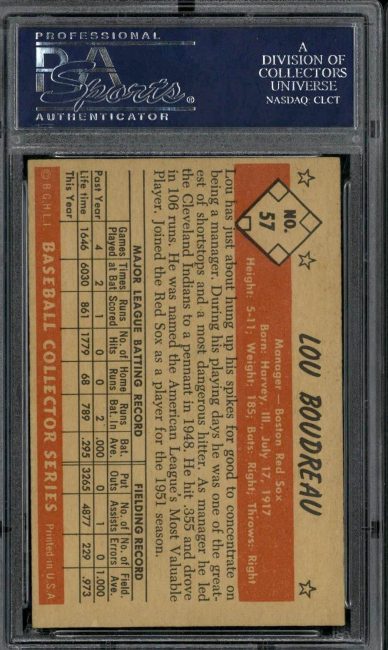 PROFESSIONAL
PSA
Sports®
AUTHENTICATOR
A
DIVISION OF
COLLECTORS
UNIVERSE
NASDAQ: CLCT
NO.
57
LOU BOUDREAU
Manager — Boston Red Sox
Born: Harvey, Ill., July 17, 1917
Height: 5-11; Weight: 185; Bats: Right; Throws: Right
Lou has just about hung up his spikes for good to concentrate on
being a manager. During his playing days he was one of the great-
est of shortstops and a most dangerous hitter. As manager he led
the Cleveland Indians to a pennant in 1948. He hit .355 and drove
in 106 runs. He was named the American League's Most Valuable
Player. Joined the Red Sox as a player for the 1951 season.
MAJOR LEAGUE BATTING RECORD FIELDING RECORD
Games Times Runs No. of Home Runs Bat. Put No. of No. of Field.
Played at Bat Scored Hits Runs Bat.In Ave. Outs Assists Errors Ave.
Past Year 4 2 0 0 0 2 .000 0 1 0 1.000
Life time 1646 6030 861 1779 68 789 .295 3265 4877 229 .973
This Year
© B.G.H.L.I. BASEBALL COLLECTOR SERIES Printed in U.S.A.